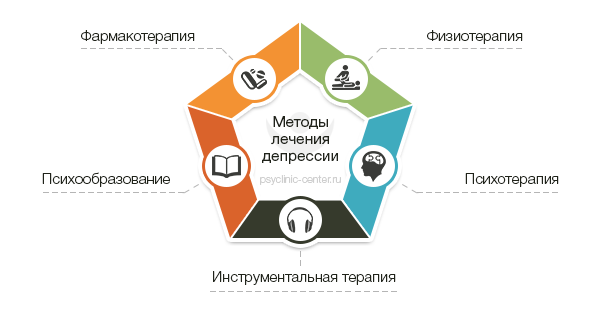 Фармакотерапия
Физиотерапия
Методы
лечения
депрессии
psyclinic-center.ru
Психообразование
Психотерапия
Инструментальная терапия